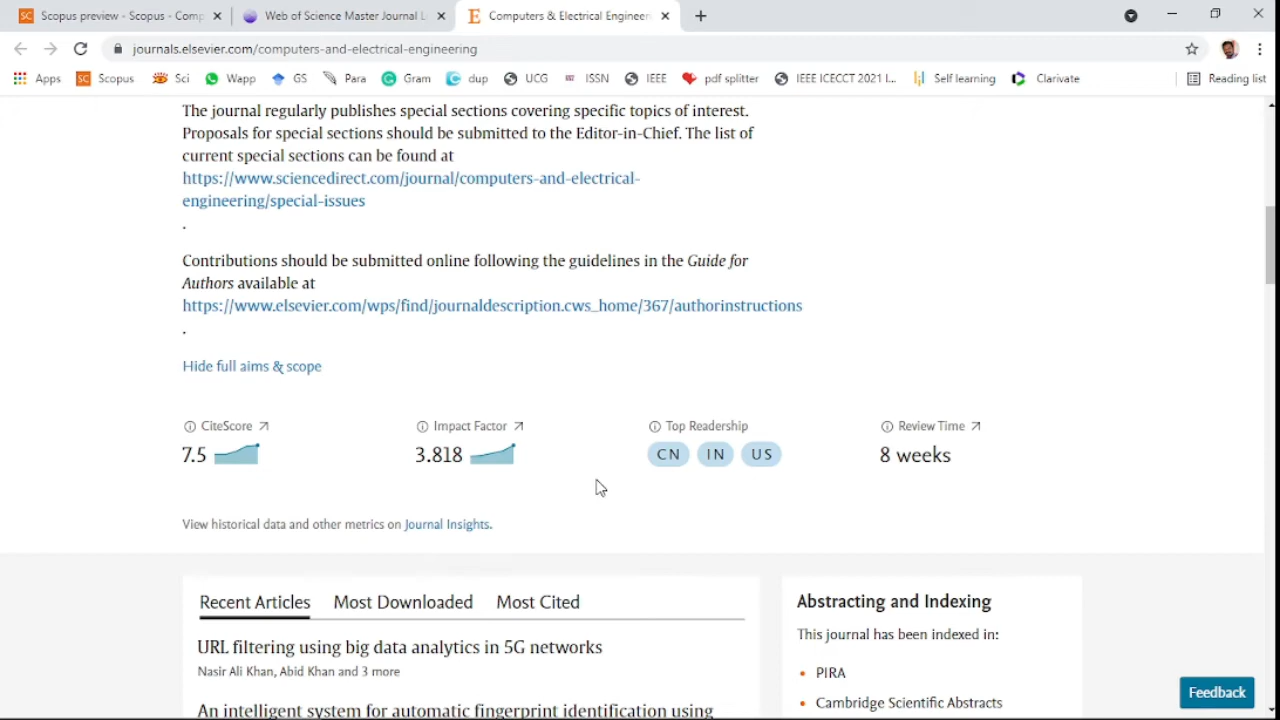 Scopus preview - Scopus - Comp
Web of Science Master Journal L
Computers & Electrical Engineer
journals.elsevier.com/computers-and-electrical-engineering
Apps
Scopus
Sci
Wapp
GS
Para
Gram
dup
UCG
ISSN
IEEE
pdf splitter
IEEE ICECCT 2021 I...
Self learning
Clarivate
Reading list
The journal regularly publishes special sections covering specific topics of interest.
Proposals for special sections should be submitted to the Editor-in-Chief. The list of
current special sections can be found at
https://www.sciencedirect.com/journal/computers-and-electrical-
engineering/special-issues
.
Contributions should be submitted online following the guidelines in the Guide for
Authors available at
https://www.elsevier.com/wps/find/journaldescription.cws_home/367/authorinstructions
.
Hide full aims & scope
CiteScore
Impact Factor
Top Readership
Review Time
7.5
3.818
CN IN US
8 weeks
View historical data and other metrics on Journal Insights.
Recent Articles Most Downloaded Most Cited
URL filtering using big data analytics in 5G networks
Nasir Ali Khan, Abid Khan and 3 more
An intelligent system for automatic fingerprint identification using
Abstracting and Indexing
This journal has been indexed in:
• PIRA
• Cambridge Scientific Abstracts
Feedback